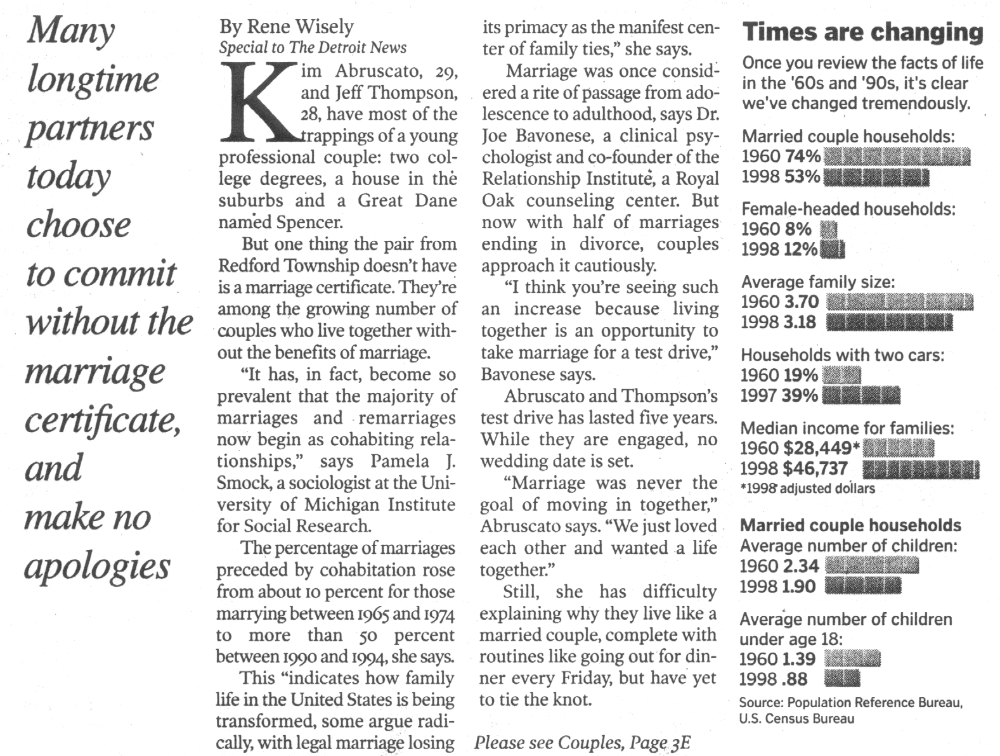 Many
longtime
partners
today
choose
to commit
without the
marriage
certificate,
and
make no
apologies
By Rene Wisely
Special to The Detroit News
Kim Abruscato, 29,
and Jeff Thompson,
28, have most of the
trappings of a young
professional couple: two col-
lege degrees, a house in the
suburbs and a Great Dane
named Spencer.
But one thing the pair from
Redford Township doesn't have
is a marriage certificate. They're
among the growing number of
couples who live together with-
out the benefits of marriage.
“It has, in fact, become so
prevalent that the majority of
marriages and remarriages
now begin as cohabiting rela-
tionships,” says Pamela J.
Smock, a sociologist at the Uni-
versity of Michigan Institute
for Social Research.
The percentage of marriages
preceded by cohabitation rose
from about 10 percent for those
marrying between 1965 and 1974
to more than 50 percent
between 1990 and 1994, she says.
This “indicates how family
life in the United States is being
transformed, some argue radi-
cally, with legal marriage losing
its primacy as the manifest cen-
ter of family ties,” she says.
Marriage was once consid-
ered a rite of passage from ado-
lescence to adulthood, says Dr.
Joe Bavonese, a clinical psy-
chologist and co-founder of the
Relationship Institute, a Royal
Oak counseling center. But
now with half of marriages
ending in divorce, couples
approach it cautiously.
“I think you're seeing such
an increase because living
together is an opportunity to
take marriage for a test drive,”
Bavonese says.
Abruscato and Thompson's
test drive has lasted five years.
While they are engaged, no
wedding date is set.
“Marriage was never the
goal of moving in together,”
Abruscato says. “We just loved
each other and wanted a life
together.”
Still, she has difficulty
explaining why they live like a
married couple, complete with
routines like going out for din-
ner every Friday, but have yet
to tie the knot.
Please see Couples, Page 3E
Times are changing
Once you review the facts of life
in the '60s and '90s, it's clear
we've changed tremendously.
Married couple households:
1960 74%
1998 53%
Female-headed households:
1960 8%
1998 12%
Average family size:
1960 3.70
1998 3.18
Households with two cars:
1960 19%
1997 39%
Median income for families:
1960 $28,449*
1998 $46,737
*1998 adjusted dollars
Married couple households
Average number of children:
1960 2.34
1998 1.90
Average number of children
under age 18:
1960 1.39
1998 .88
Source: Population Reference Bureau,
U.S. Census Bureau